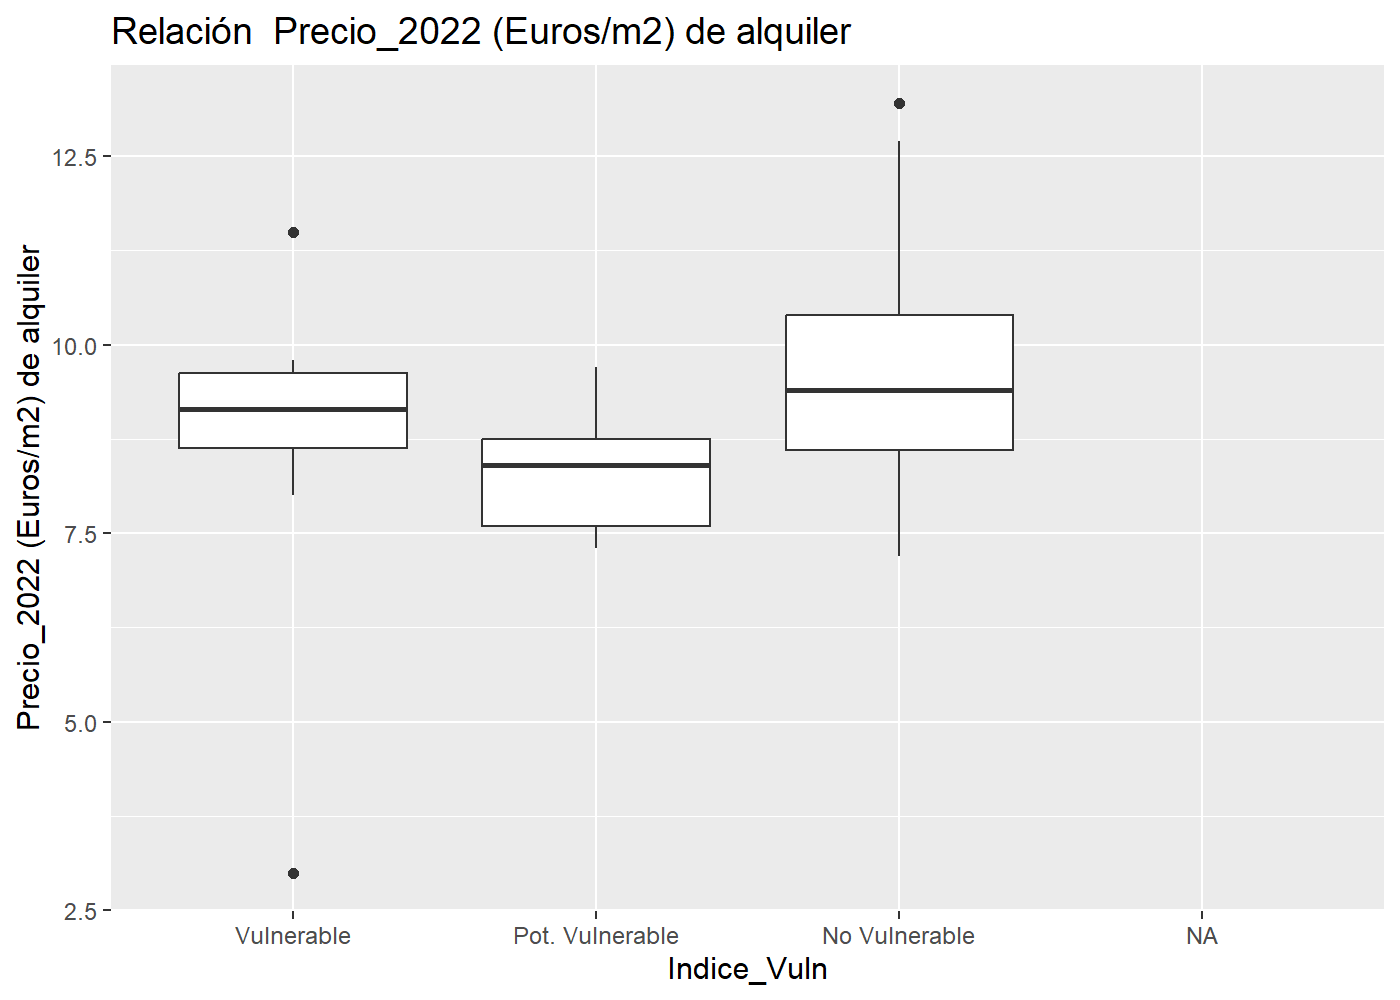 Relación  Precio_2022 (Euros/m2) de alquiler
Precio_2022 (Euros/m2) de alquiler
12.5
10.0
7.5
5.0
2.5
Vulnerable
Pot. Vulnerable
No Vulnerable
NA
Indice_Vuln